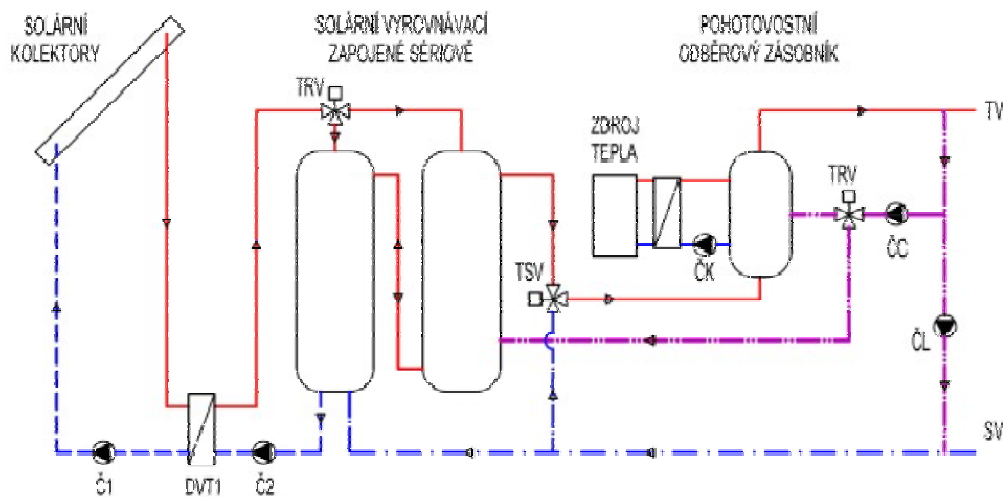 SOLÁRNÍ
KOLEKTORY
SOLÁRNÍ VYROVNÁVACÍ
ZAPOJENÉ SÉRIOVĚ
POHOTOVOSTNÍ
ODBĚROVÝ ZÁSOBNÍK
TRV
TV
ZDROJ
TEPLA
TRV
ČC
ČK
TSV
ČL
SV
Č1
DVT1
Č2